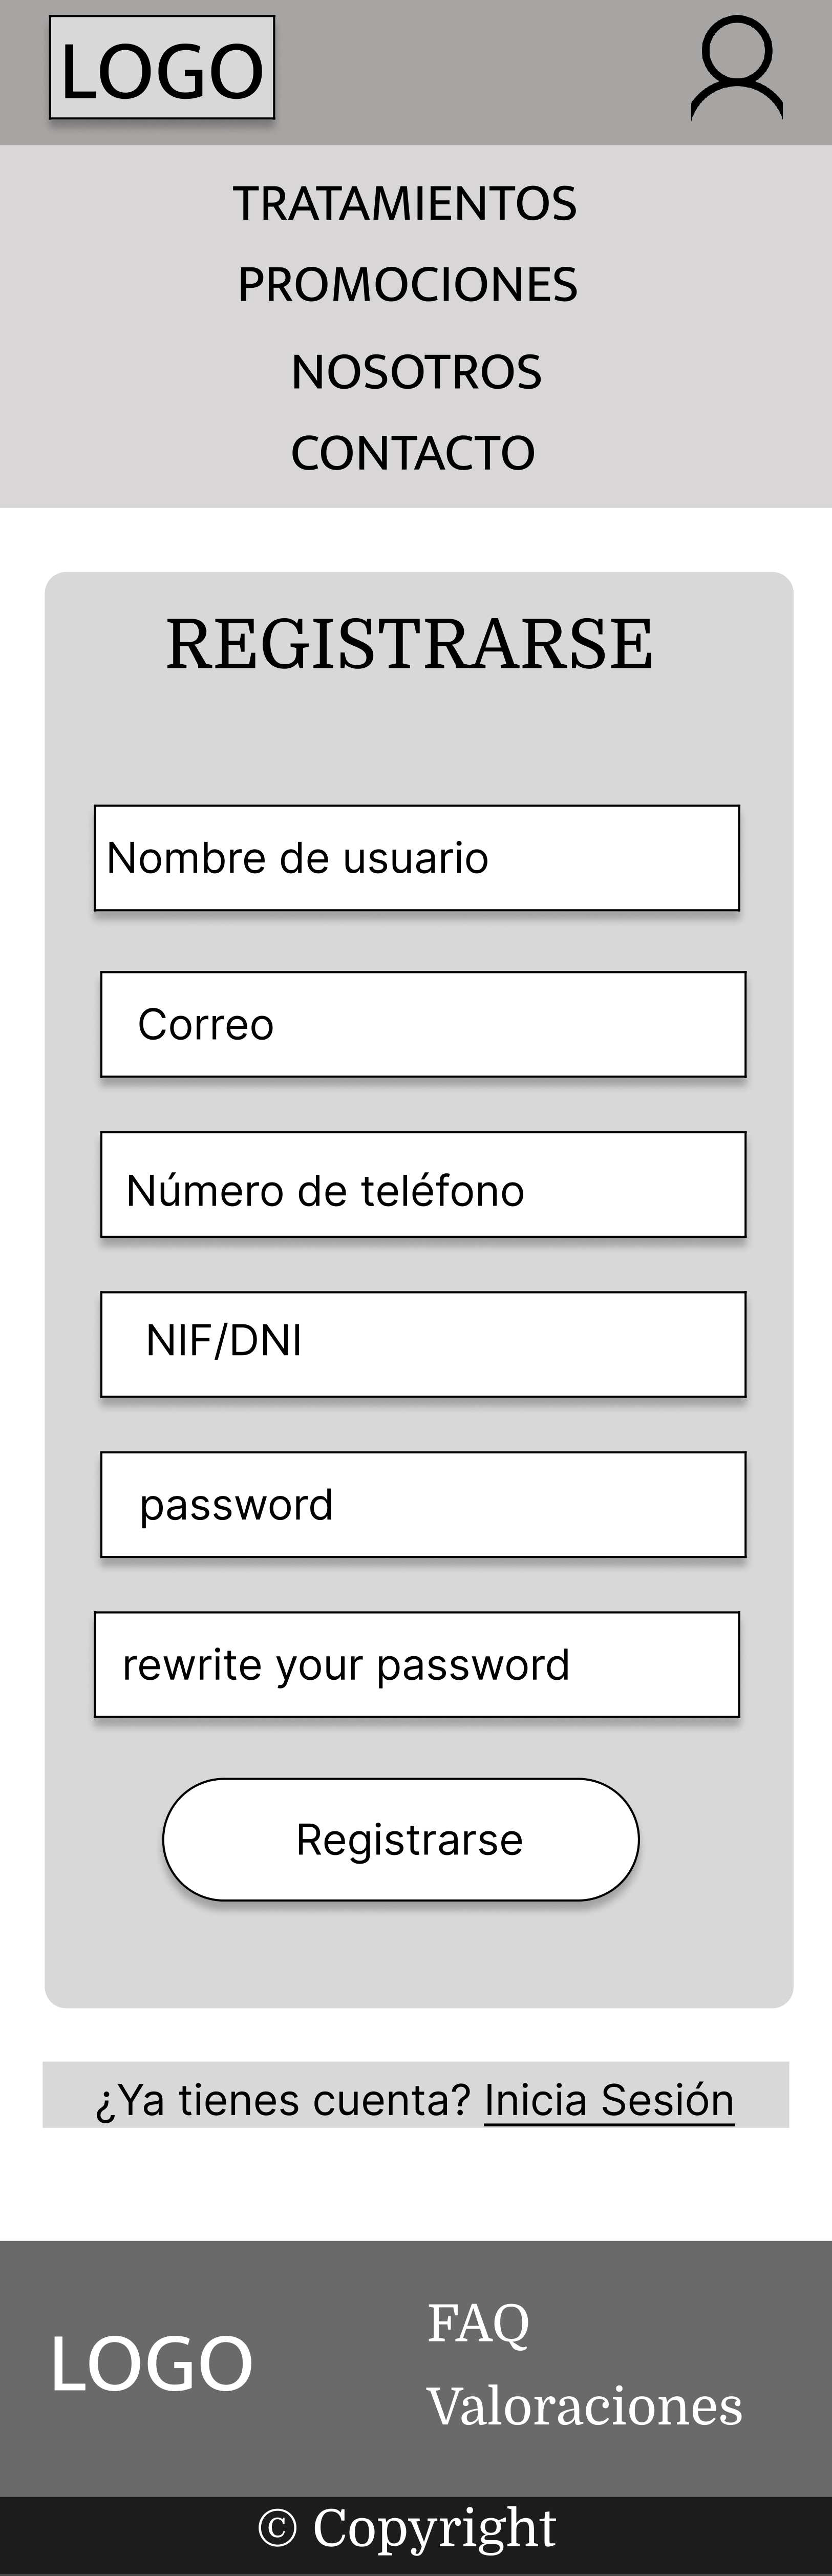 LOGO
TRATAMIENTOS
PROMOCIONES
NOSOTROS
CONTACTO
REGISTRARSE
Nombre de usuario
Correo
Número de teléfono
NIF/DNI
password
rewrite your password
Registrarse
¿Ya tienes cuenta? Inicia Sesión
LOGO
FAQ
Valoraciones
© Copyright